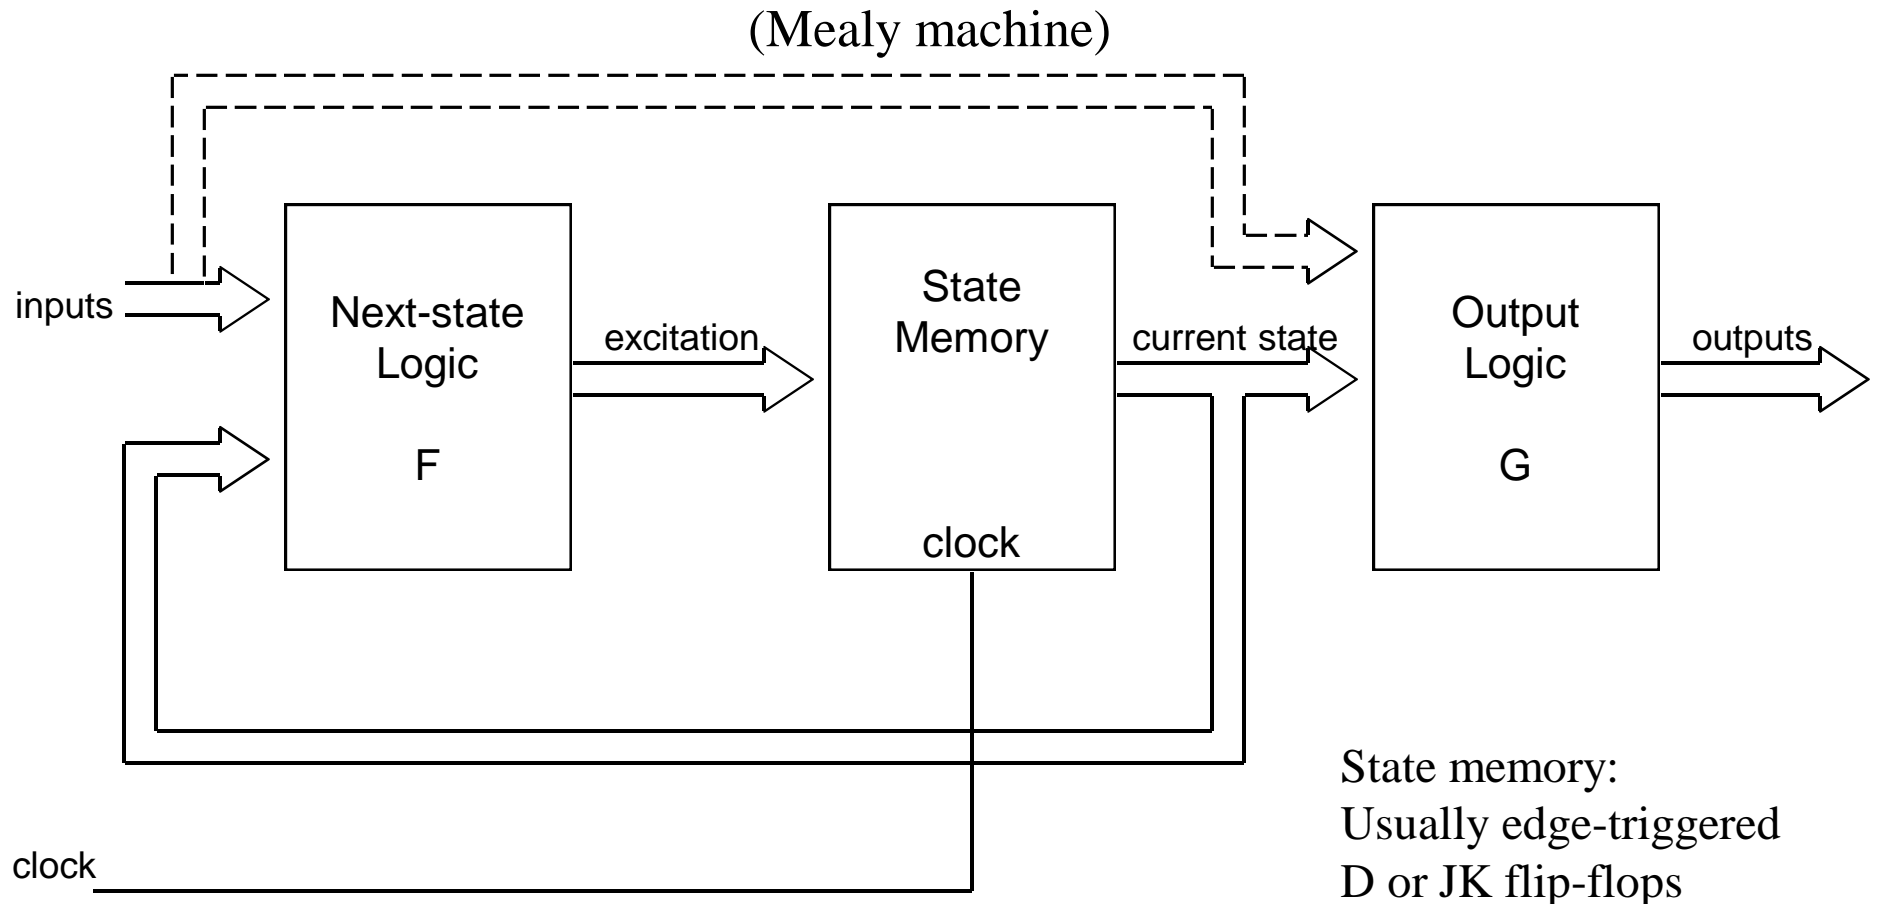 (Mealy machine)
inputs
Next-state
Logic
F
excitation
State
Memory
clock
current state
Output
Logic
G
outputs
clock
State memory:
Usually edge-triggered
D or JK flip-flops